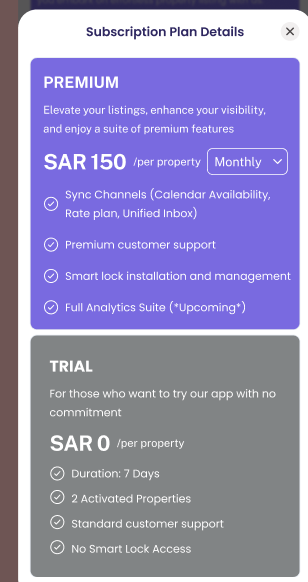 Subscription Plan Details
PREMIUM
Elevate your listings, enhance your visibility,
and enjoy a suite of premium features
SAR 150 /per property Monthly
Sync Channels (Calendar Availability,
Rate plan, Unified Inbox)
Premium customer support
Smart lock installation and management
Full Analytics Suite (*Upcoming*)
TRIAL
For those who want to try our app with no
commitment
SAR 0 /per property
Duration: 7 Days
2 Activated Properties
Standard customer support
No Smart Lock Access